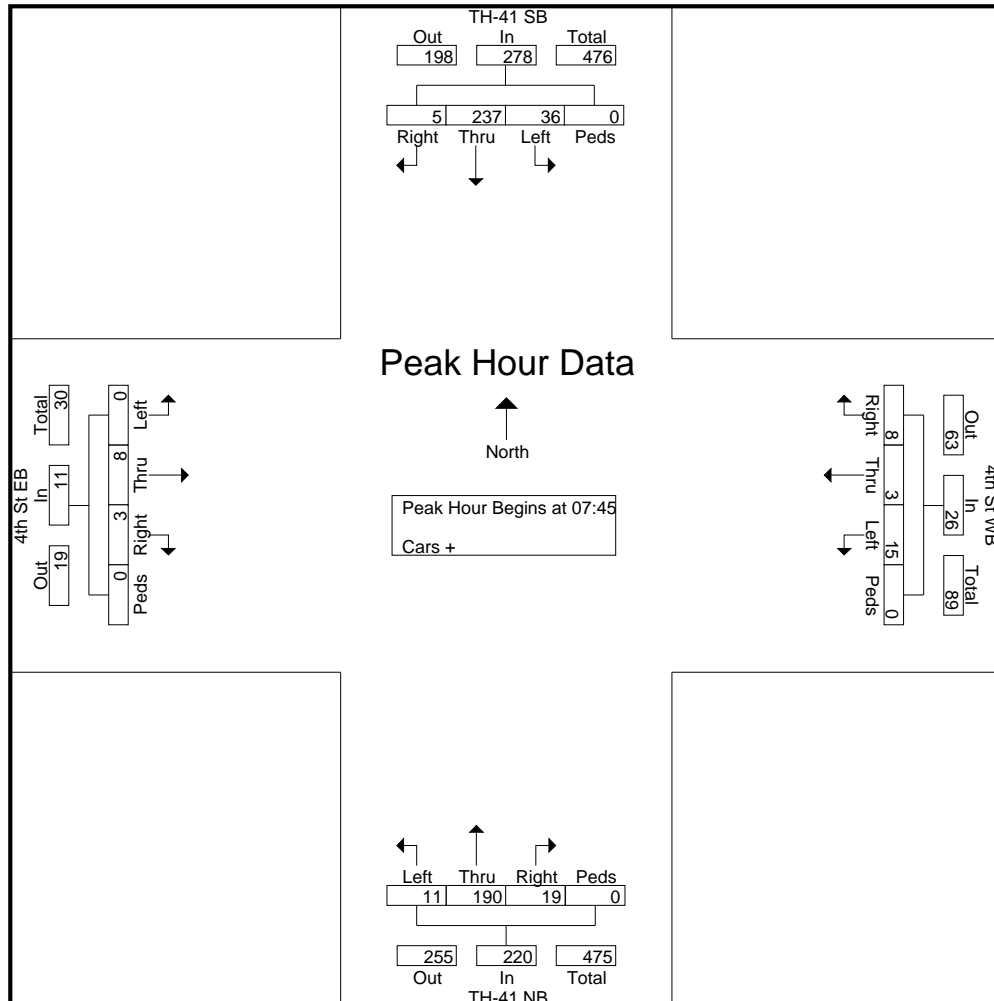 TH-41 SB
Out In Total
198 278 476
5 237 36 0
Right Thru Left Peds
Peak Hour Data
North
Peak Hour Begins at 07:45
Cars +
4th St EB
Out In Total
19 11 30
0 3 8 0
Peds Right Thru Left
4th St WB
Out In Total
63 26 89
8 3 15 0
Right Thru Left Peds
Left Thru Right Peds
11 190 19 0
255 220 475
Out In Total
TH-41 NB